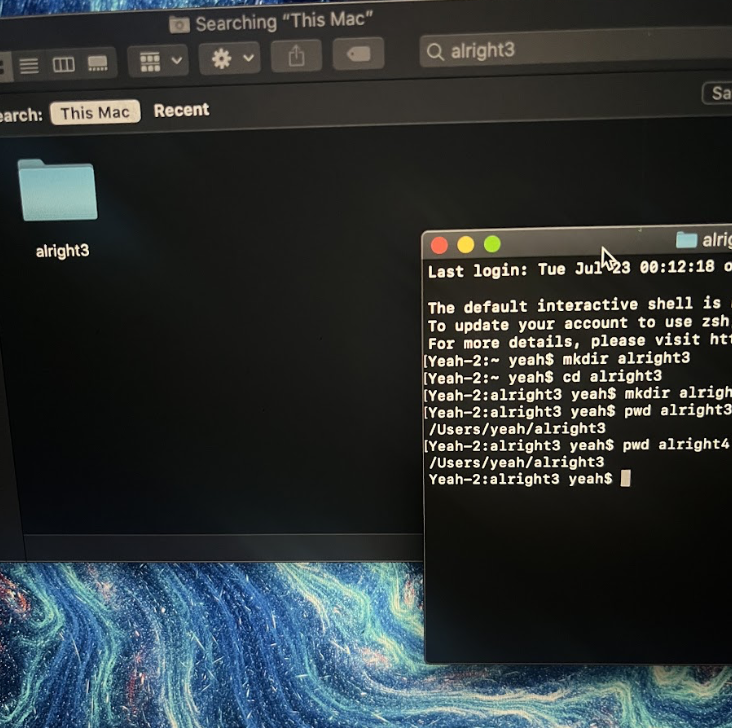 Searching "This Mac"
alright3
earch: This Mac Recent
Sa
alright3
alrig
Last login: Tue Jul 23 00:12:18 o
The default interactive shell is
To update your account to use zsh
For more details, please visit htt
[Yeah-2:~ yeah$ mkdir alright3
[Yeah-2:~ yeah$ cd alright3
[Yeah-2:alright3 yeah$ mkdir alrigh
[Yeah-2:alright3 yeah$ pwd alright3
/Users/yeah/alright3
[Yeah-2:alright3 yeah$ pwd alright4
/Users/yeah/alright3
Yeah-2:alright3 yeah$